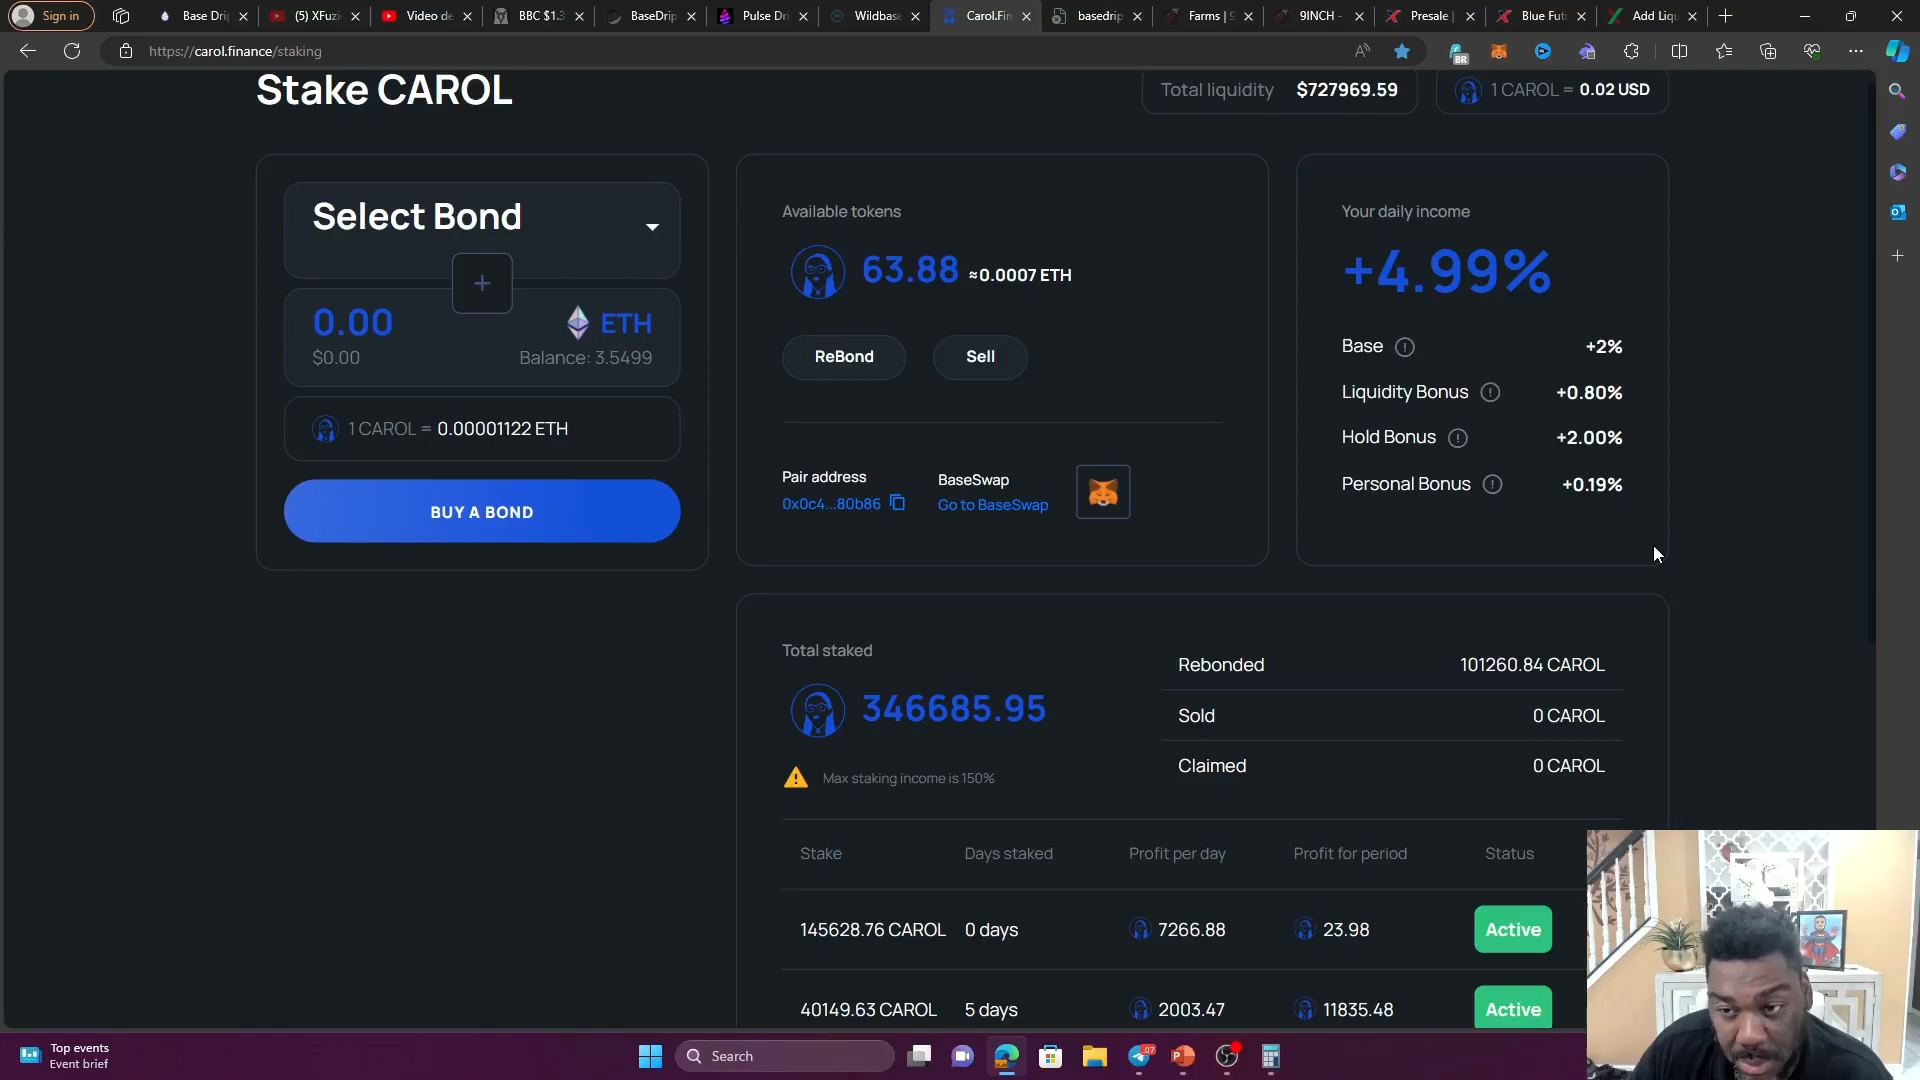 Sign in
Base Drip
(5) XFuzi
Video de
BBC $1.3
BaseDrip
Pulse Dri
Wildbase
Carol.Fin
basedrip
Farms | 9
9INCH -
Presale |
Blue Fut
Add Liqu
https://carol.finance/staking
BR
Stake CAROL
Total liquidity $727969.59
1 CAROL = 0.02 USD
Select Bond
0.00
ETH
$0.00
Balance: 3.5499
1 CAROL = 0.00001122 ETH
BUY A BOND
Available tokens
63.88 ≈0.0007 ETH
ReBond
Sell
Pair address
0x0c4...80b86
BaseSwap
Go to BaseSwap
Your daily income
+4.99%
Base +2%
Liquidity Bonus +0.80%
Hold Bonus +2.00%
Personal Bonus +0.19%
Total staked
346685.95
Max staking income is 150%
Rebonded 101260.84 CAROL
Sold 0 CAROL
Claimed 0 CAROL
Stake Days staked Profit per day Profit for period Status
145628.76 CAROL 0 days 7266.88 23.98 Active
40149.63 CAROL 5 days 2003.47 11835.48 Active
Top events
Event brief
Search